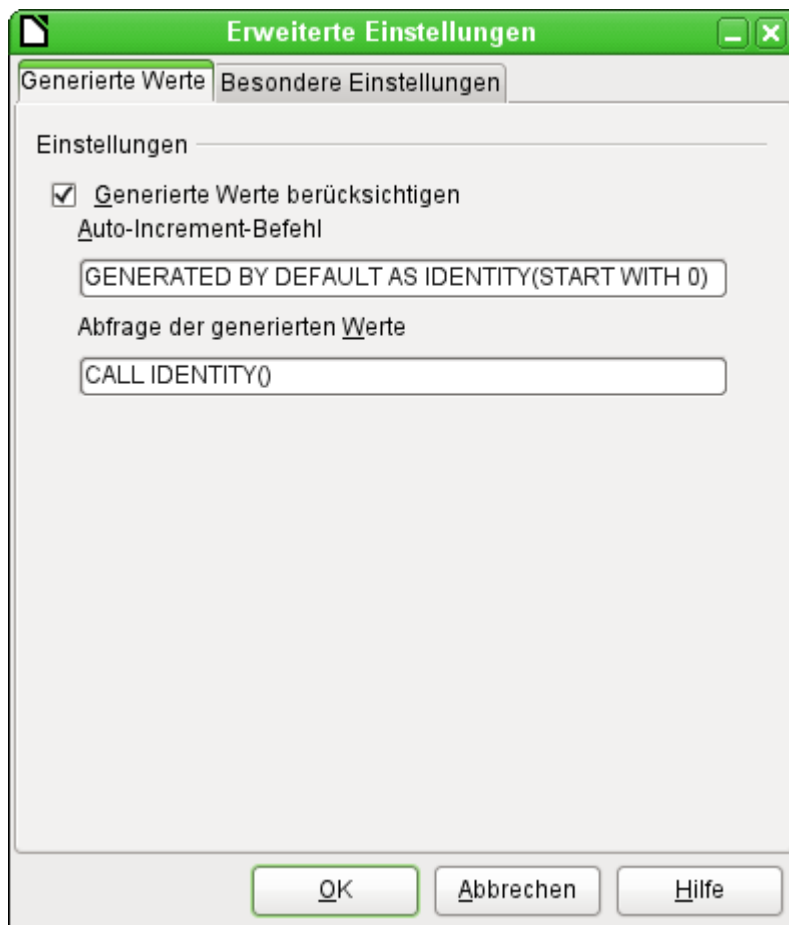 Erweiterte Einstellungen
Generierte Werte Besondere Einstellungen
Einstellungen
Generierte Werte berücksichtigen
Auto-Increment-Befehl
GENERATED BY DEFAULT AS IDENTITY(START WITH 0)
Abfrage der generierten Werte
CALL IDENTITY()
OK Abbrechen Hilfe